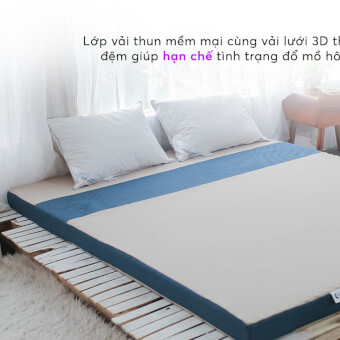 Lớp vải thun mềm mại cùng vải lưới 3D th
đệm giúp hạn chế tình trạng đổ mồ hô